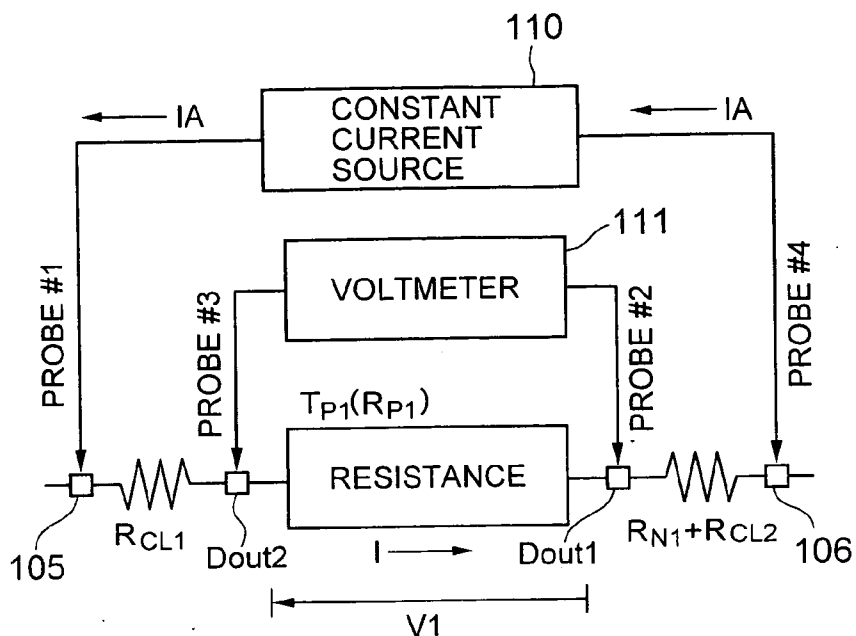 110
IA
CONSTANT
CURRENT
SOURCE
IA
111
VOLTMETER
PROBE #1
PROBE #3
PROBE #2
PROBE #4
TP1(RP1)
RESISTANCE
105
RCL1
Dout2
I
Dout1
RN1+RCL2
106
V1